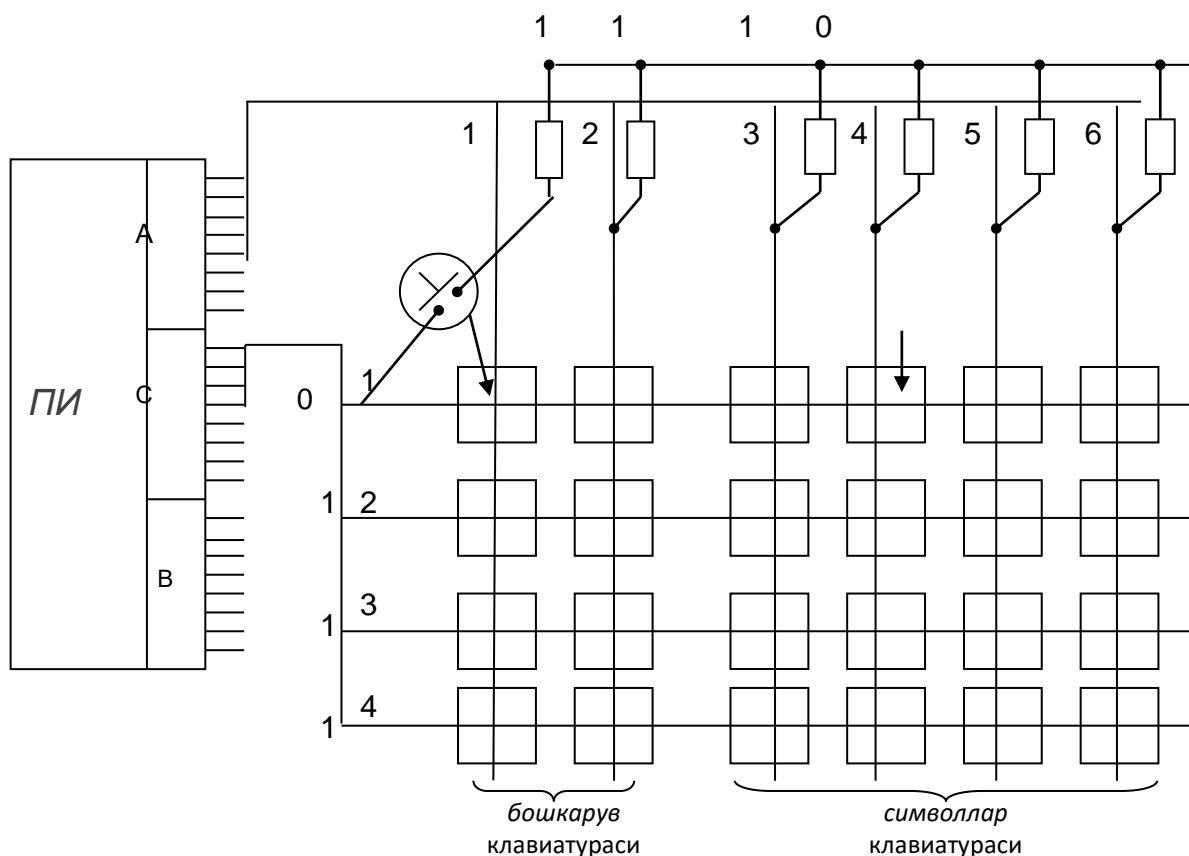 1 1 1 0
1 2 3 4 5 6
А
ПИ
С
0 1
1 2
В
1 3
1 4
бошкарув символлар
клавиатураси клавиатураси